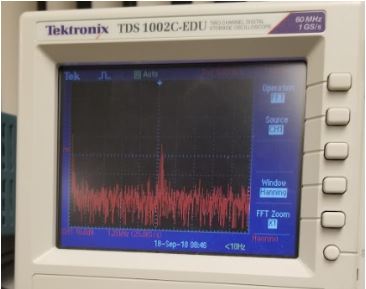 Tektronix TDS 1002C-EDU TWO CHANNEL DIGITAL STORAGE OSCILLOSCOPE
60 MHz
1 GS/s
Tek Auto
Operation
FFT
Source
CH1
Window
Hanning
FFT Zoom
X1
Hanning
18-Sep-18 08:46 <10Hz